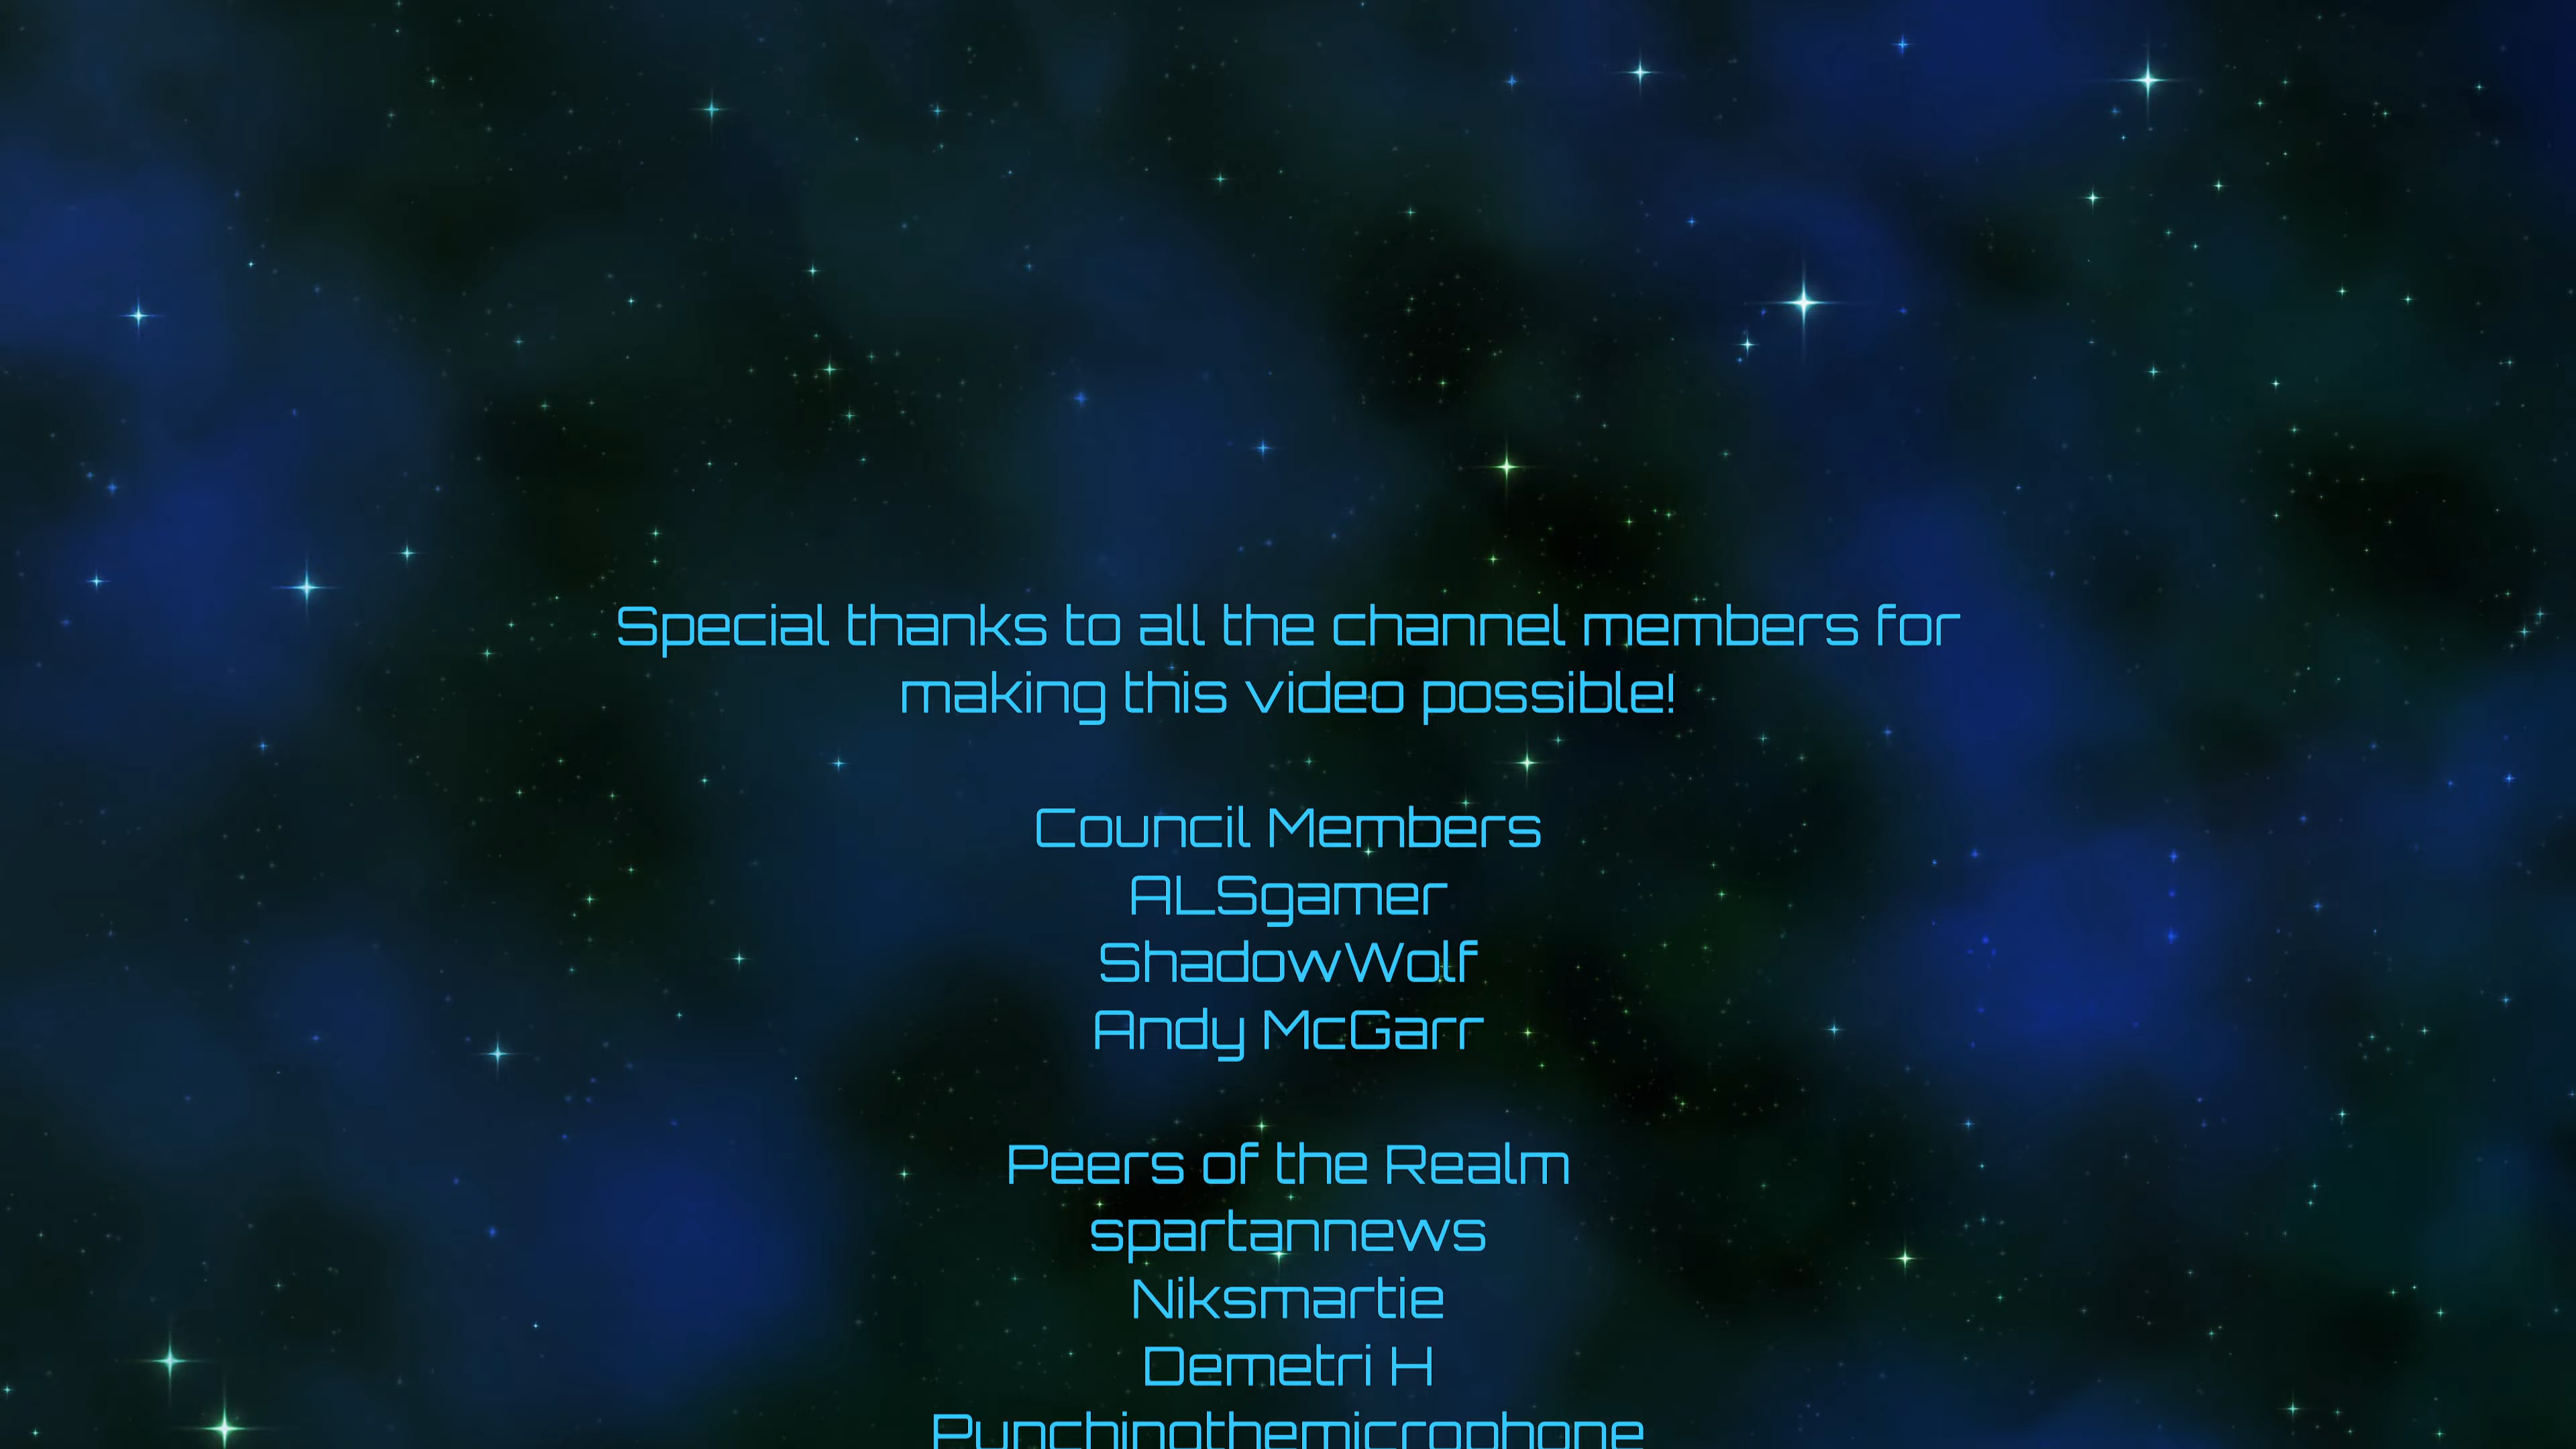 Special thanks to all the channel members for
making this video possible!
Council Members
ALSgamer
ShadowWolf
Andy McGarr
Peers of the Realm
spartannews
Niksmartie
Demetri H
Punchingthemicrophone